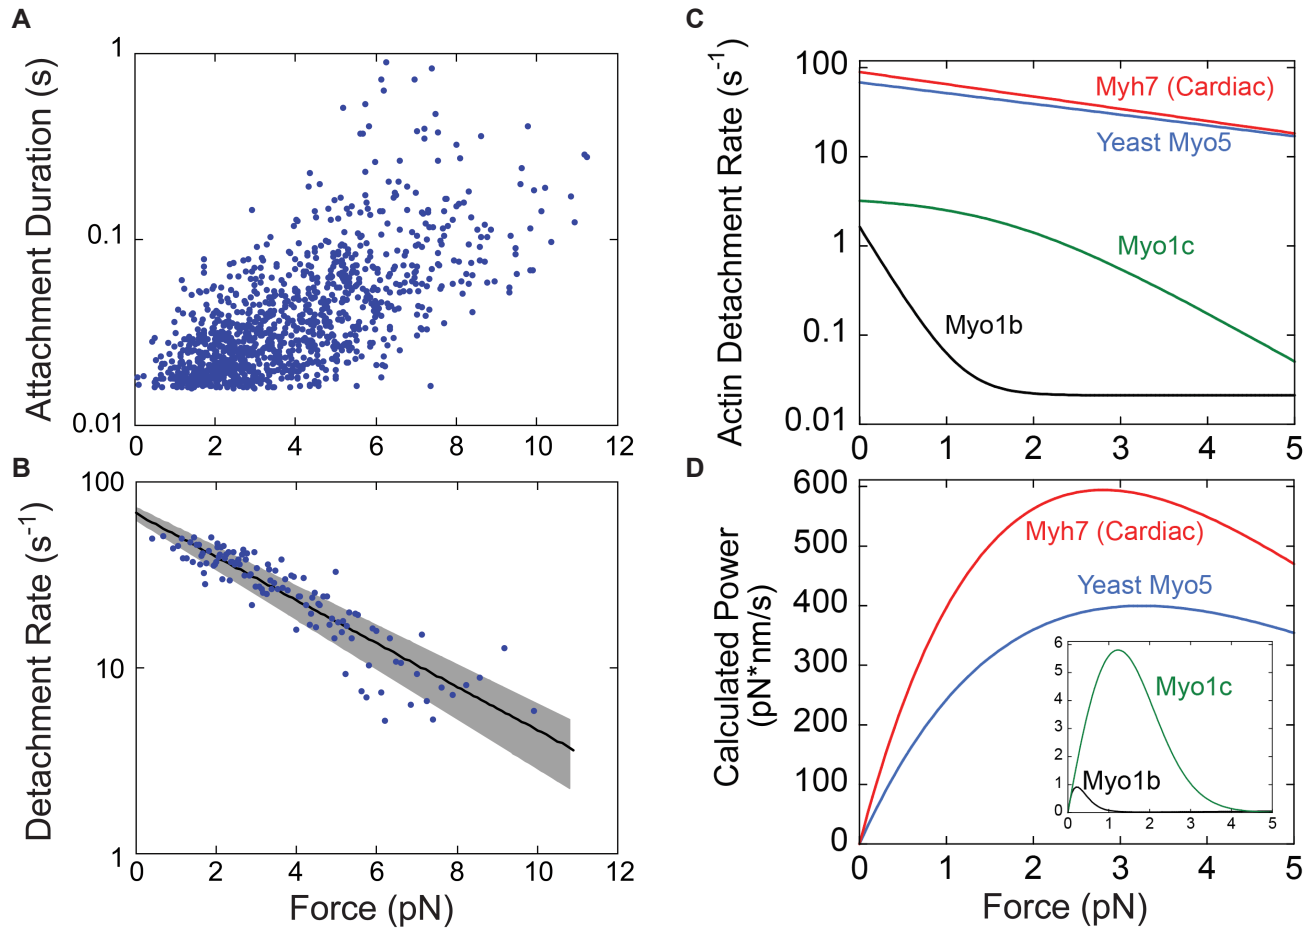 A
Attachment Duration (s)
1
0.1
0.01
0 2 4 6 8 10 12
B
Detachment Rate (s-1)
100
10
1
0 2 4 6 8 10 12
Force (pN)
C
Actin Detachment Rate (s-1)
100
10
1
0.1
0.01
Myh7 (Cardiac)
Yeast Myo5
Myo1c
Myo1b
0 1 2 3 4 5
D
Calculated Power
(pN*nm/s)
600
500
400
300
200
100
0
Myh7 (Cardiac)
Yeast Myo5
6
5
4
3
2
1
0
Myo1c
Myo1b
0 1 2 3 4 5
0 1 2 3 4 5
Force (pN)